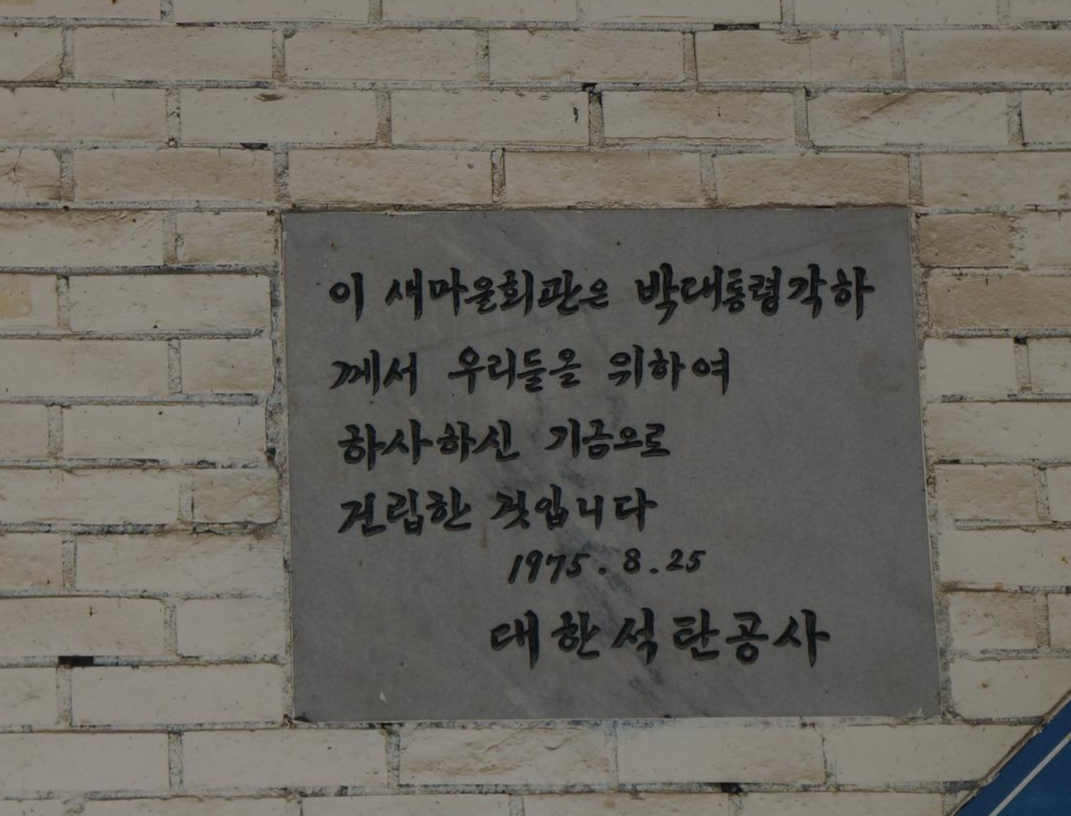 이 새마을회관은 박대통령각하
께서 우리들을 위하여
하사하신 기금으로
건립한 것입니다
1975.8.25
대한석탄공사